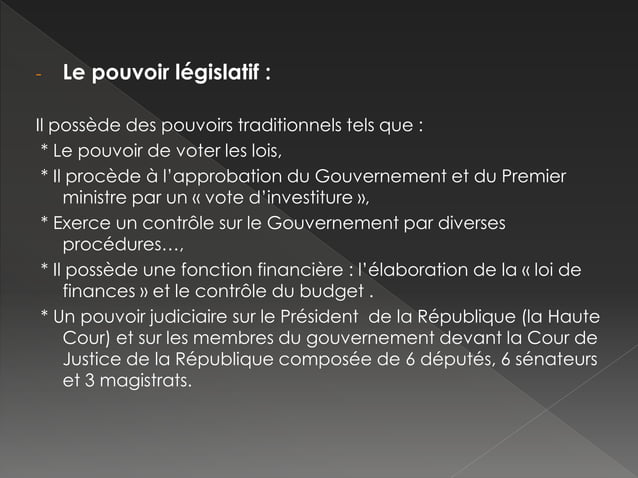 - Le pouvoir législatif :
Il possède des pouvoirs traditionnels tels que :
* Le pouvoir de voter les lois,
* Il procède à l’approbation du Gouvernement et du Premier
ministre par un « vote d’investiture »,
* Exerce un contrôle sur le Gouvernement par diverses
procédures…,
* Il possède une fonction financière : l’élaboration de la « loi de
finances » et le contrôle du budget .
* Un pouvoir judiciaire sur le Président de la République (la Haute
Cour) et sur les membres du gouvernement devant la Cour de
Justice de la République composée de 6 députés, 6 sénateurs
et 3 magistrats.